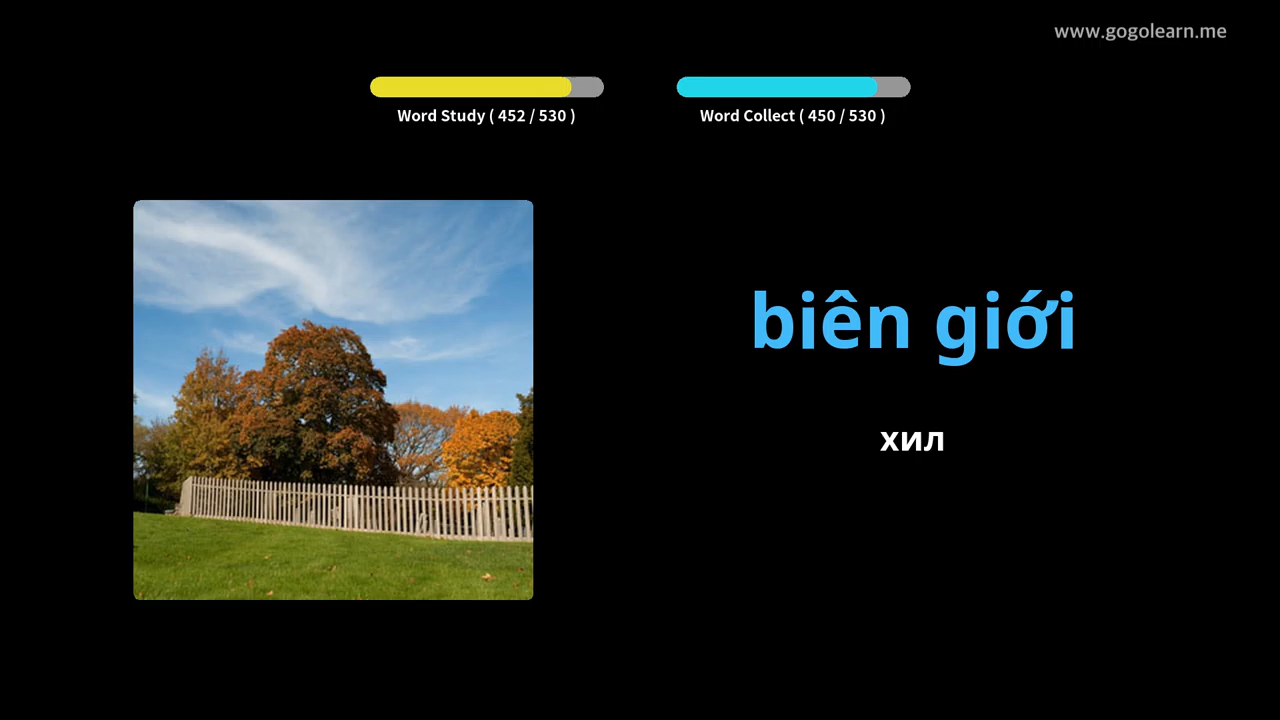 www.gogolearn.me
Word Study ( 452 / 530 )
Word Collect ( 450 / 530 )
biên giới
хил